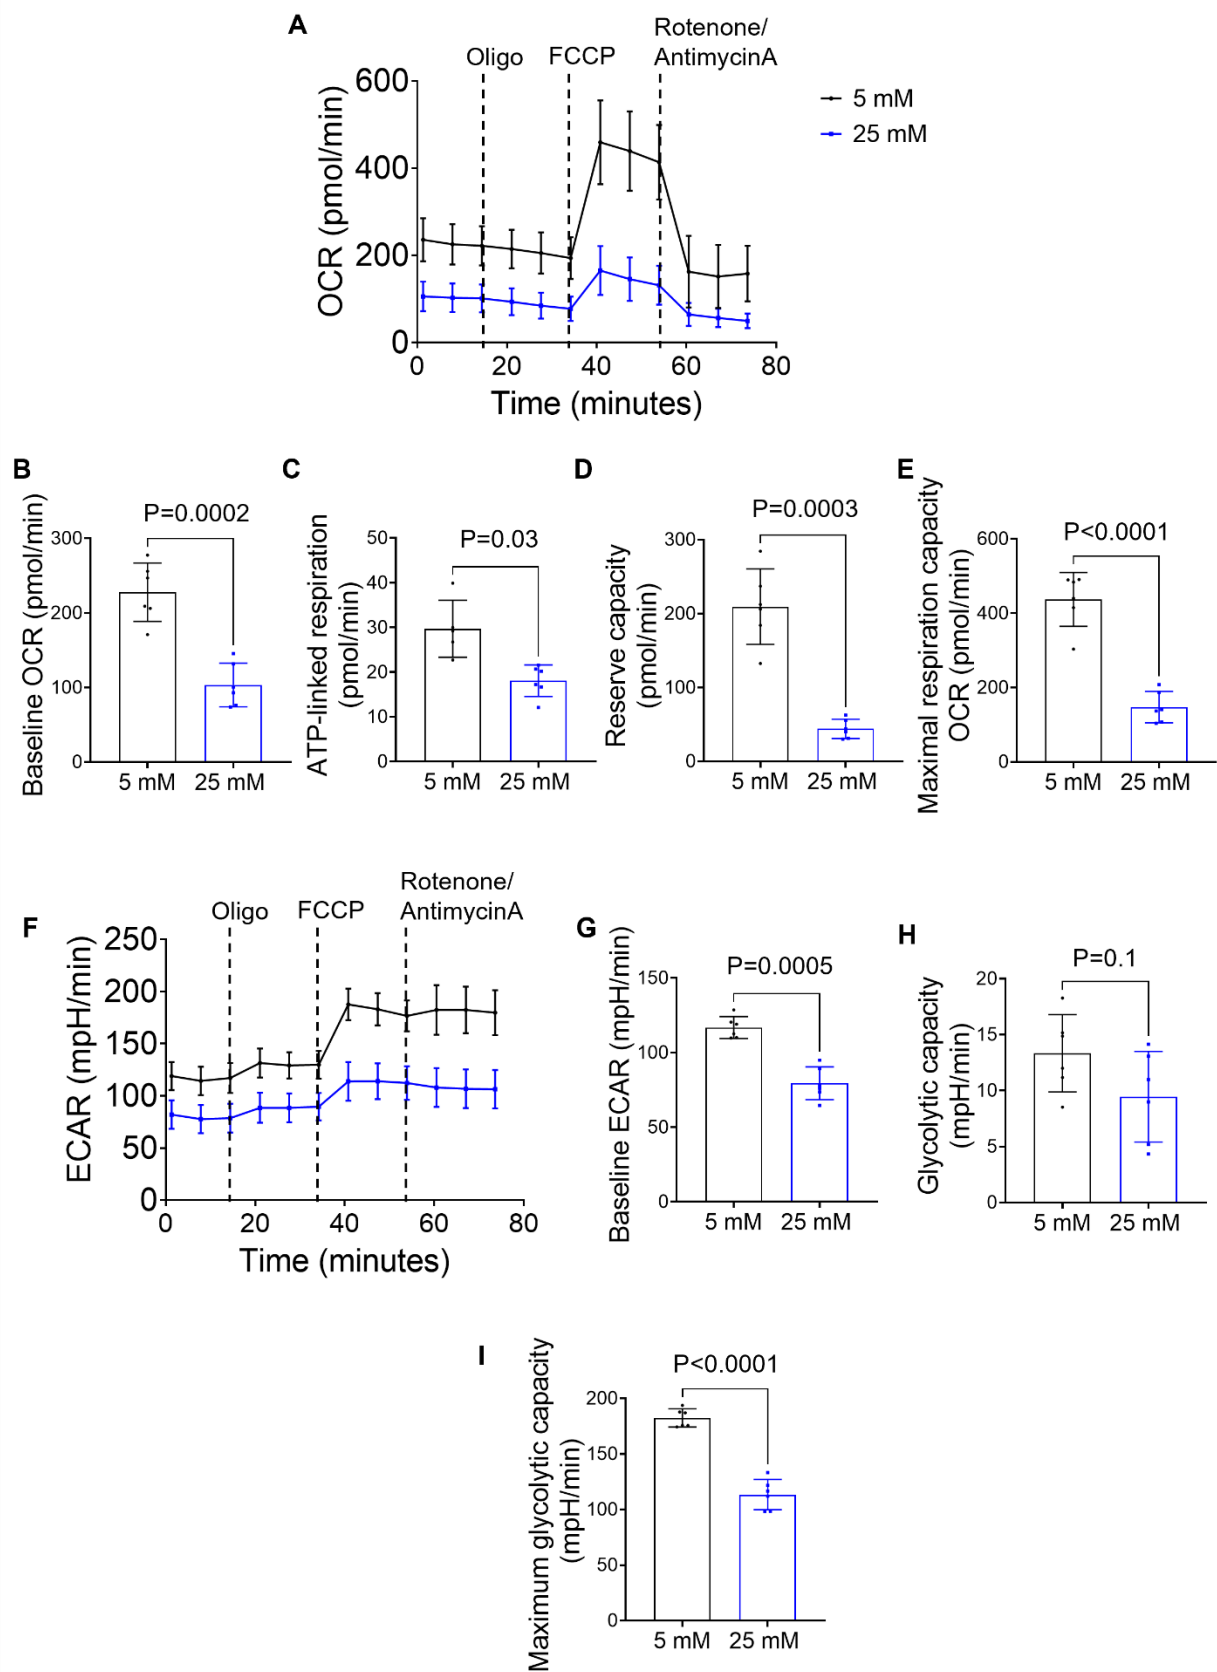 A
Oligo
FCCP
Rotenone/
AntimycinA
5 mM
25 mM
OCR (pmol/min)
600
400
200
0
0 20 40 60 80
Time (minutes)
B
Baseline OCR (pmol/min)
P=0.0002
300
200
100
0
5 mM 25 mM
C
ATP-linked respiration
(pmol/min)
P=0.03
50
40
30
20
10
0
5 mM 25 mM
D
Reserve capacity
(pmol/min)
P=0.0003
300
200
100
0
5 mM 25 mM
E
Maximal respiration capacity
OCR (pmol/min)
P<0.0001
600
400
200
0
5 mM 25 mM
F
Oligo
FCCP
Rotenone/
AntimycinA
ECAR (mpH/min)
250
200
150
100
50
0
0 20 40 60 80
Time (minutes)
G
Baseline ECAR (mpH/min)
P=0.0005
150
100
50
0
5 mM 25 mM
H
Glycolytic capacity
(mpH/min)
P=0.1
20
15
10
5
0
5 mM 25 mM
I
Maximum glycolytic capacity
(mpH/min)
P<0.0001
200
150
100
50
0
5 mM 25 mM